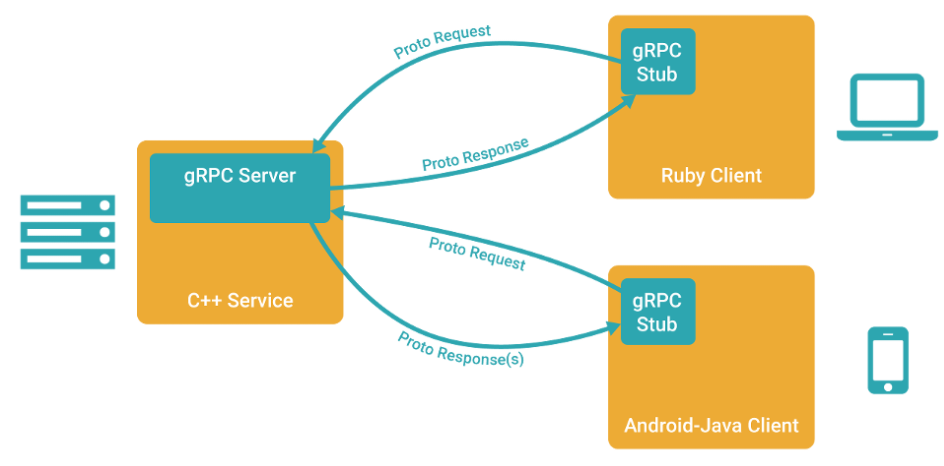 Proto Request
gRPC
Stub
Proto Response
Ruby Client
gRPC Server
C++ Service
Proto Request
gRPC
Stub
Proto Response(s)
Android-Java Client